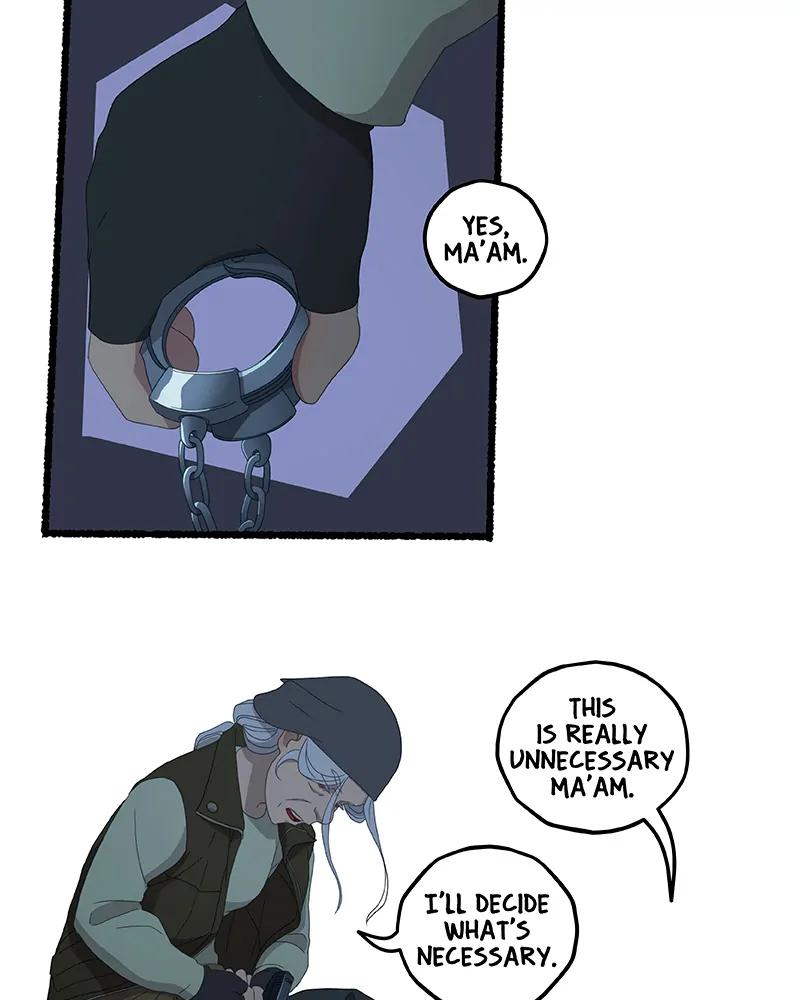 YES,
MA'AM.
THIS
IS REALLY
UNNECESSARY
MA'AM.
I'LL DECIDE
WHAT'S
NECESSARY.